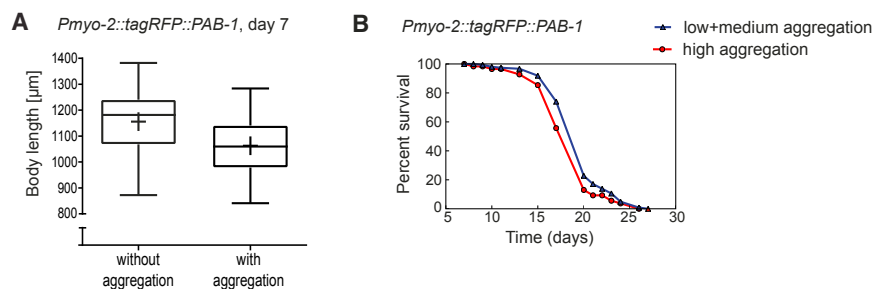 A
Pmyo-2::tagRFP::PAB-1, day 7
Body length [µm]
1400
1300
1200
1100
1000
900
800
without
aggregation
with
aggregation
B
Pmyo-2::tagRFP::PAB-1
low+medium aggregation
high aggregation
Percent survival
100
80
60
40
20
0
5
10
15
20
25
30
Time (days)